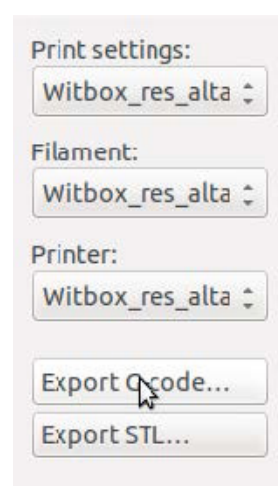 Print settings:
Witbox_res_alta
Filament:
Witbox_res_alta
Printer:
Witbox_res_alta
Export G-code...
Export STL...